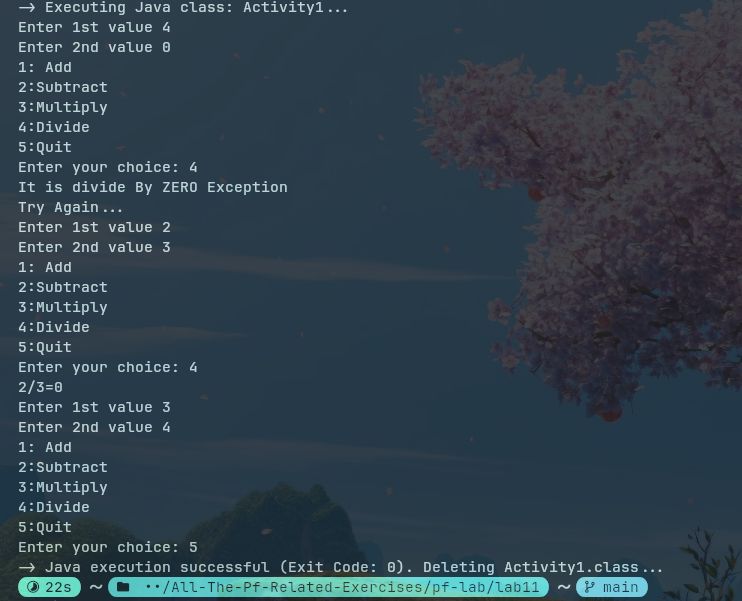 -> Executing Java class: Activity1...
Enter 1st value 4
Enter 2nd value 0
1: Add
2:Subtract
3:Multiply
4:Divide
5:Quit
Enter your choice: 4
It is divide By ZERO Exception
Try Again...
Enter 1st value 2
Enter 2nd value 3
1: Add
2:Subtract
3:Multiply
4:Divide
5:Quit
Enter your choice: 4
2/3=0
Enter 1st value 3
Enter 2nd value 4
1: Add
2:Subtract
3:Multiply
4:Divide
5:Quit
Enter your choice: 5
-> Java execution successful (Exit Code: 0). Deleting Activity1.class...
22s ~ ··/All-The-Pf-Related-Exercises/pf-lab/lab11 ~ main